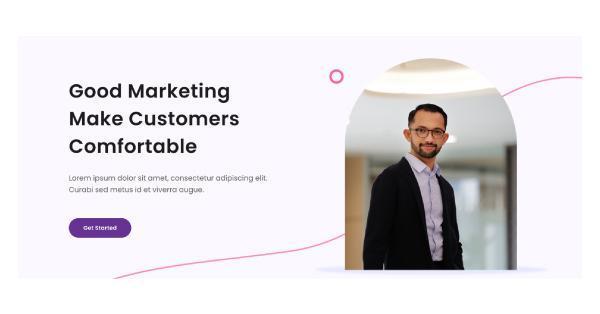 Good Marketing
Make Customers
Comfortable
Lorem ipsum dolor sit amet, consectetur adipiscing elit.
Curabi sed metus id et viverra augue.
Get Started